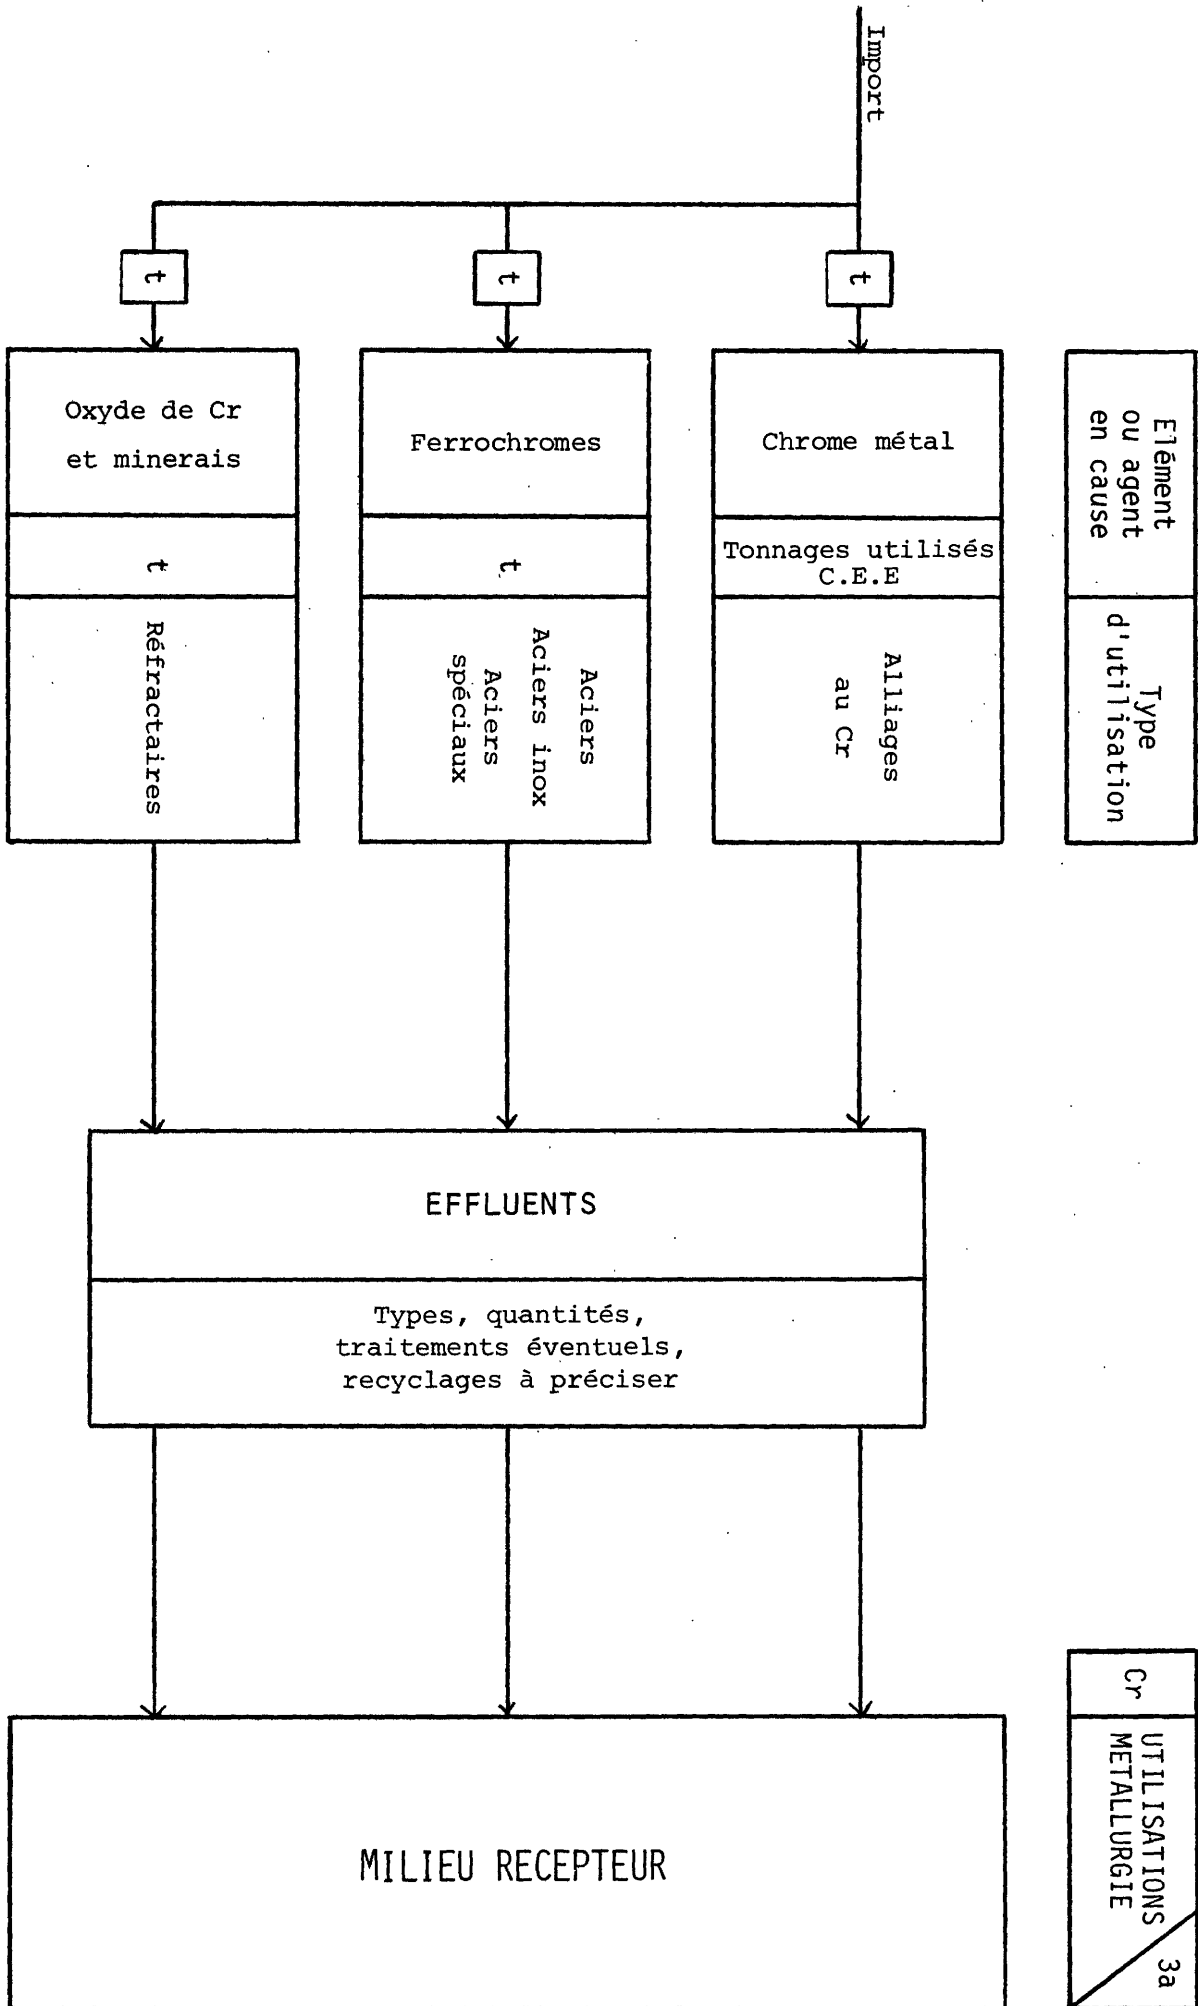 Import
t
t
t
Oxyde de Cr
et minerais
t
Réfractaires
Ferrochromes
t
Aciers
Aciers inox
Aciers
spéciaux
Chrome métal
Tonnages utilisés
C.E.E
Alliages
au Cr
Elément
ou agent
en cause
Type
d'utilisation
EFFLUENTS
Types, quantités,
traitements éventuels,
recyclages à préciser
MILIEU RECEPTEUR
Cr
UTILISATIONS
METALLURGIE
3a